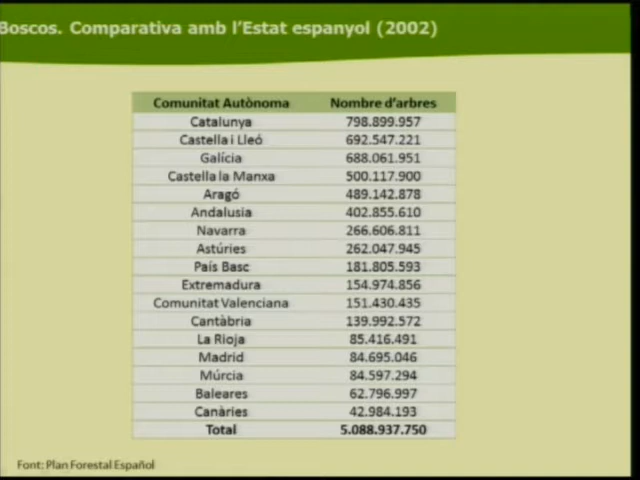 Boscos. Comparativa amb l'Estat espanyol (2002)
Comunitat Autònoma Nombre d'arbres
Catalunya 798.899.957
Castella i Lleó 692.547.221
Galícia 688.061.951
Castella la Manxa 500.117.900
Aragó 489.142.878
Andalusia 402.855.610
Navarra 266.606.811
Astúries 262.047.945
País Basc 181.805.593
Extremadura 154.974.856
Comunitat Valenciana 151.430.435
Cantàbria 139.992.572
La Rioja 85.416.491
Madrid 84.695.046
Múrcia 84.597.294
Baleares 62.796.997
Canàries 42.984.193
Total 5.088.937.750
Font: Plan Forestal Español